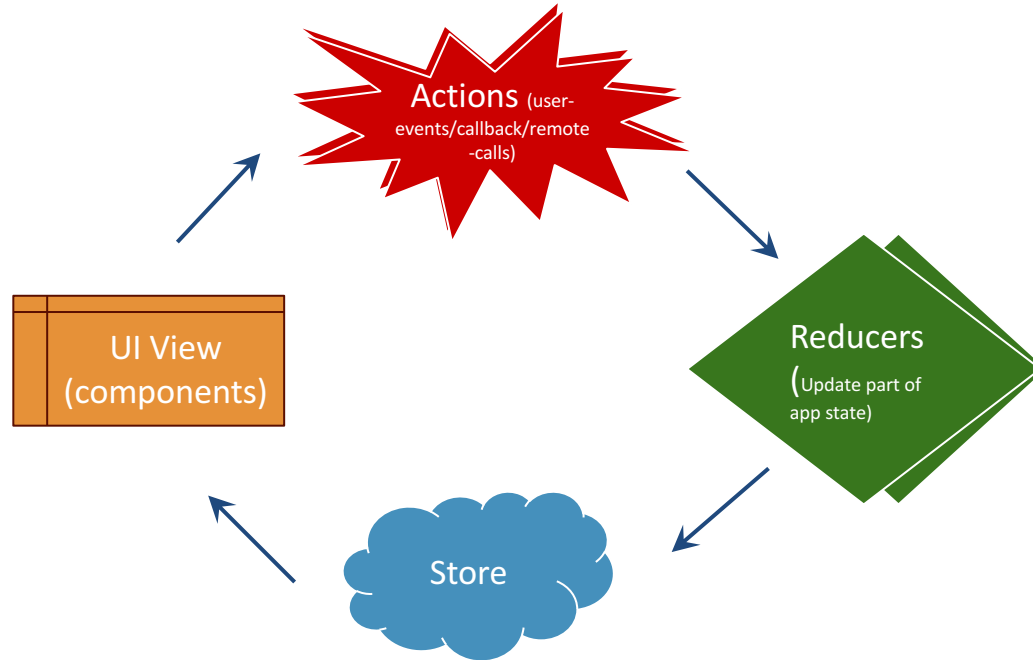 Actions (user-
events/callback/remote
-calls)
UI View
(components)
Reducers
(Update part of
app state)
Store